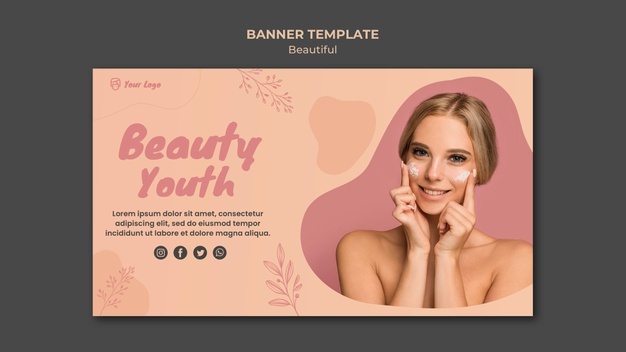 BANNER TEMPLATE
Beautiful
Your Logo
Beauty
Youth
Lorem ipsum dolor sit amet, consectetur
adipiscing elit, sed do eiusmod tempor
incididunt ut labore et dolore magna aliqua.